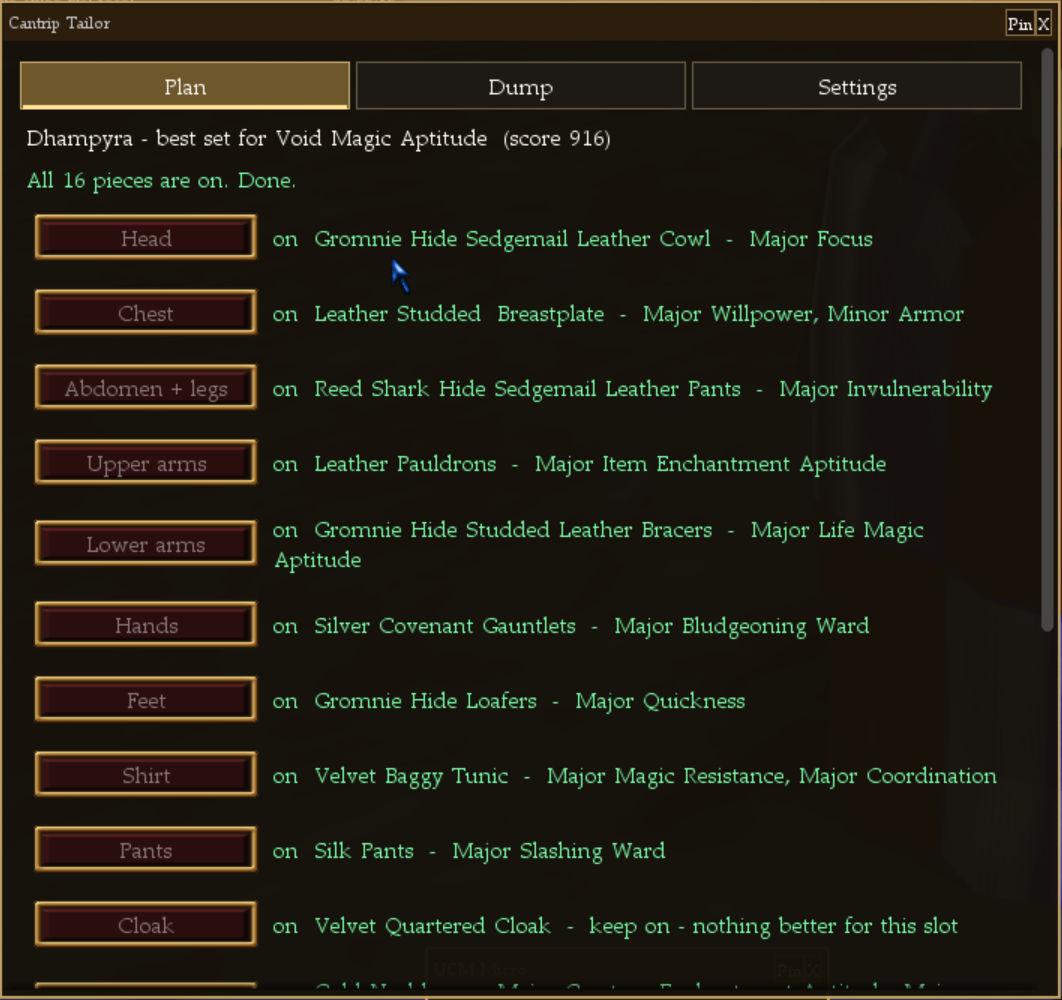 Cantrip Tailor
Pin X
Plan
Dump
Settings
Dhampyra - best set for Void Magic Aptitude (score 916)
All 16 pieces are on. Done.
Head
on Gromnie Hide Sedgemail Leather Cowl - Major Focus
Chest
on Leather Studded Breastplate - Major Willpower, Minor Armor
Abdomen + legs
on Reed Shark Hide Sedgemail Leather Pants - Major Invulnerability
Upper arms
on Leather Pauldrons - Major Item Enchantment Aptitude
Lower arms
on Gromnie Hide Studded Leather Bracers - Major Life Magic
Aptitude
Hands
on Silver Covenant Gauntlets - Major Bludgeoning Ward
Feet
on Gromnie Hide Loafers - Major Quickness
Shirt
on Velvet Baggy Tunic - Major Magic Resistance, Major Coordination
Pants
on Silk Pants - Major Slashing Ward
Cloak
on Velvet Quartered Cloak - keep on - nothing better for this slot
Pin X